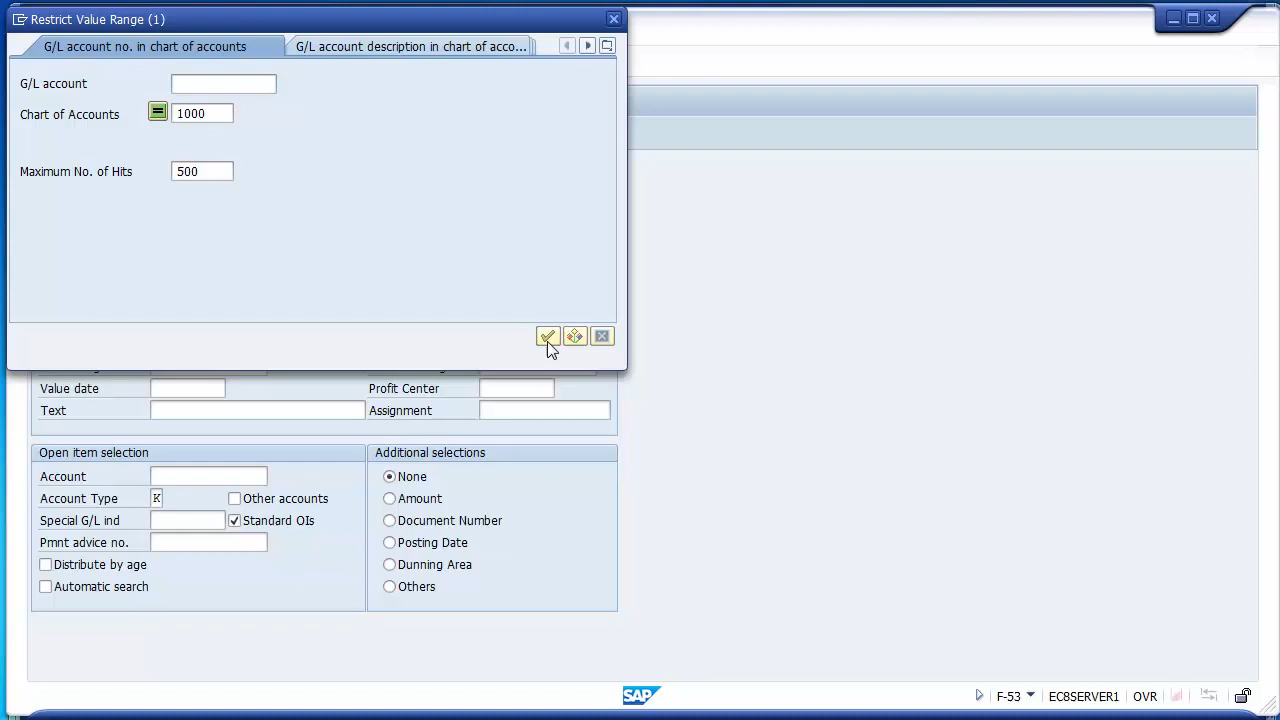 Restrict Value Range (1)
G/L account no. in chart of accounts
G/L account description in chart of acco...
G/L account
Chart of Accounts
1000
Maximum No. of Hits
500
Value date
Profit Center
Text
Assignment
Open item selection
Additional selections
Account
None
Account Type
K
Other accounts
Amount
Special G/L ind
Standard OIs
Document Number
Pmnt advice no.
Posting Date
Distribute by age
Dunning Area
Automatic search
Others
SAP
F-53
EC8SERVER1
OVR